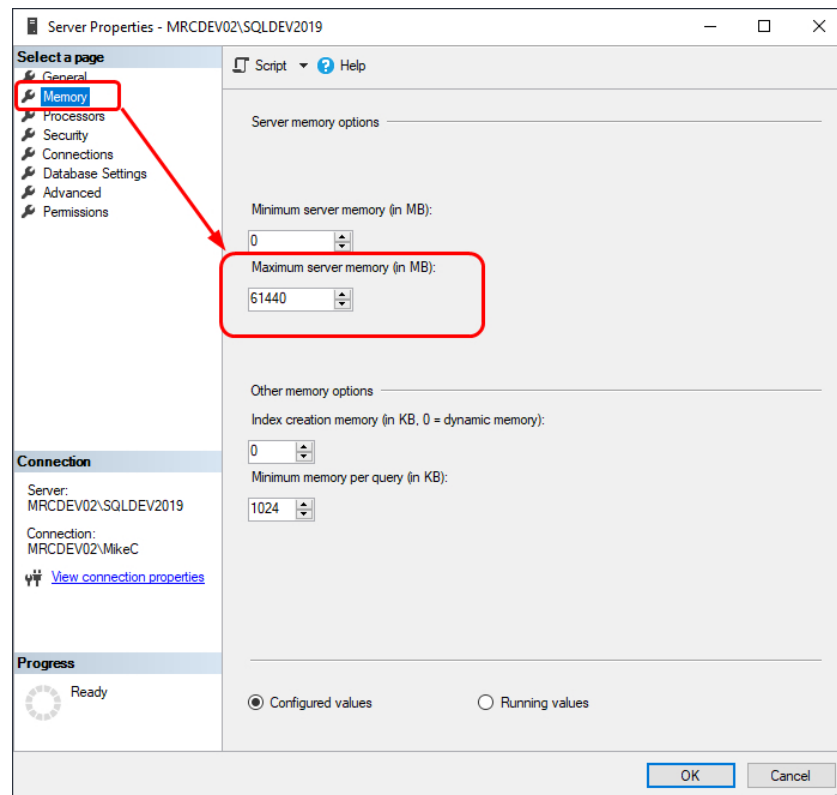 Server Properties - MRCDEV02\SQLDEV2019
Select a page
General
Memory
Processors
Security
Connections
Database Settings
Advanced
Permissions
Script
Help
Server memory options
Minimum server memory (in MB):
0
Maximum server memory (in MB):
61440
Other memory options
Index creation memory (in KB, 0 = dynamic memory):
0
Minimum memory per query (in KB):
1024
Connection
Server:
MRCDEV02\SQLDEV2019
Connection:
MRCDEV02\MikeC
View connection properties
Progress
Ready
Configured values
Running values
OK
Cancel